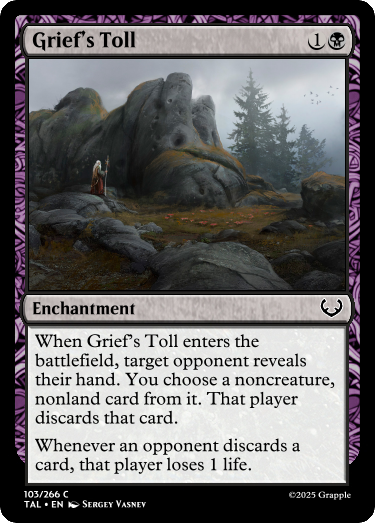 Grief's Toll 1
Enchantment
When Grief's Toll enters the
battlefield, target opponent reveals
their hand. You choose a noncreature,
nonland card from it. That player
discards that card.
Whenever an opponent discards a
card, that player loses 1 life.
103/266 C
TAL • EN Sergey Vasnev
©2025 Grapple